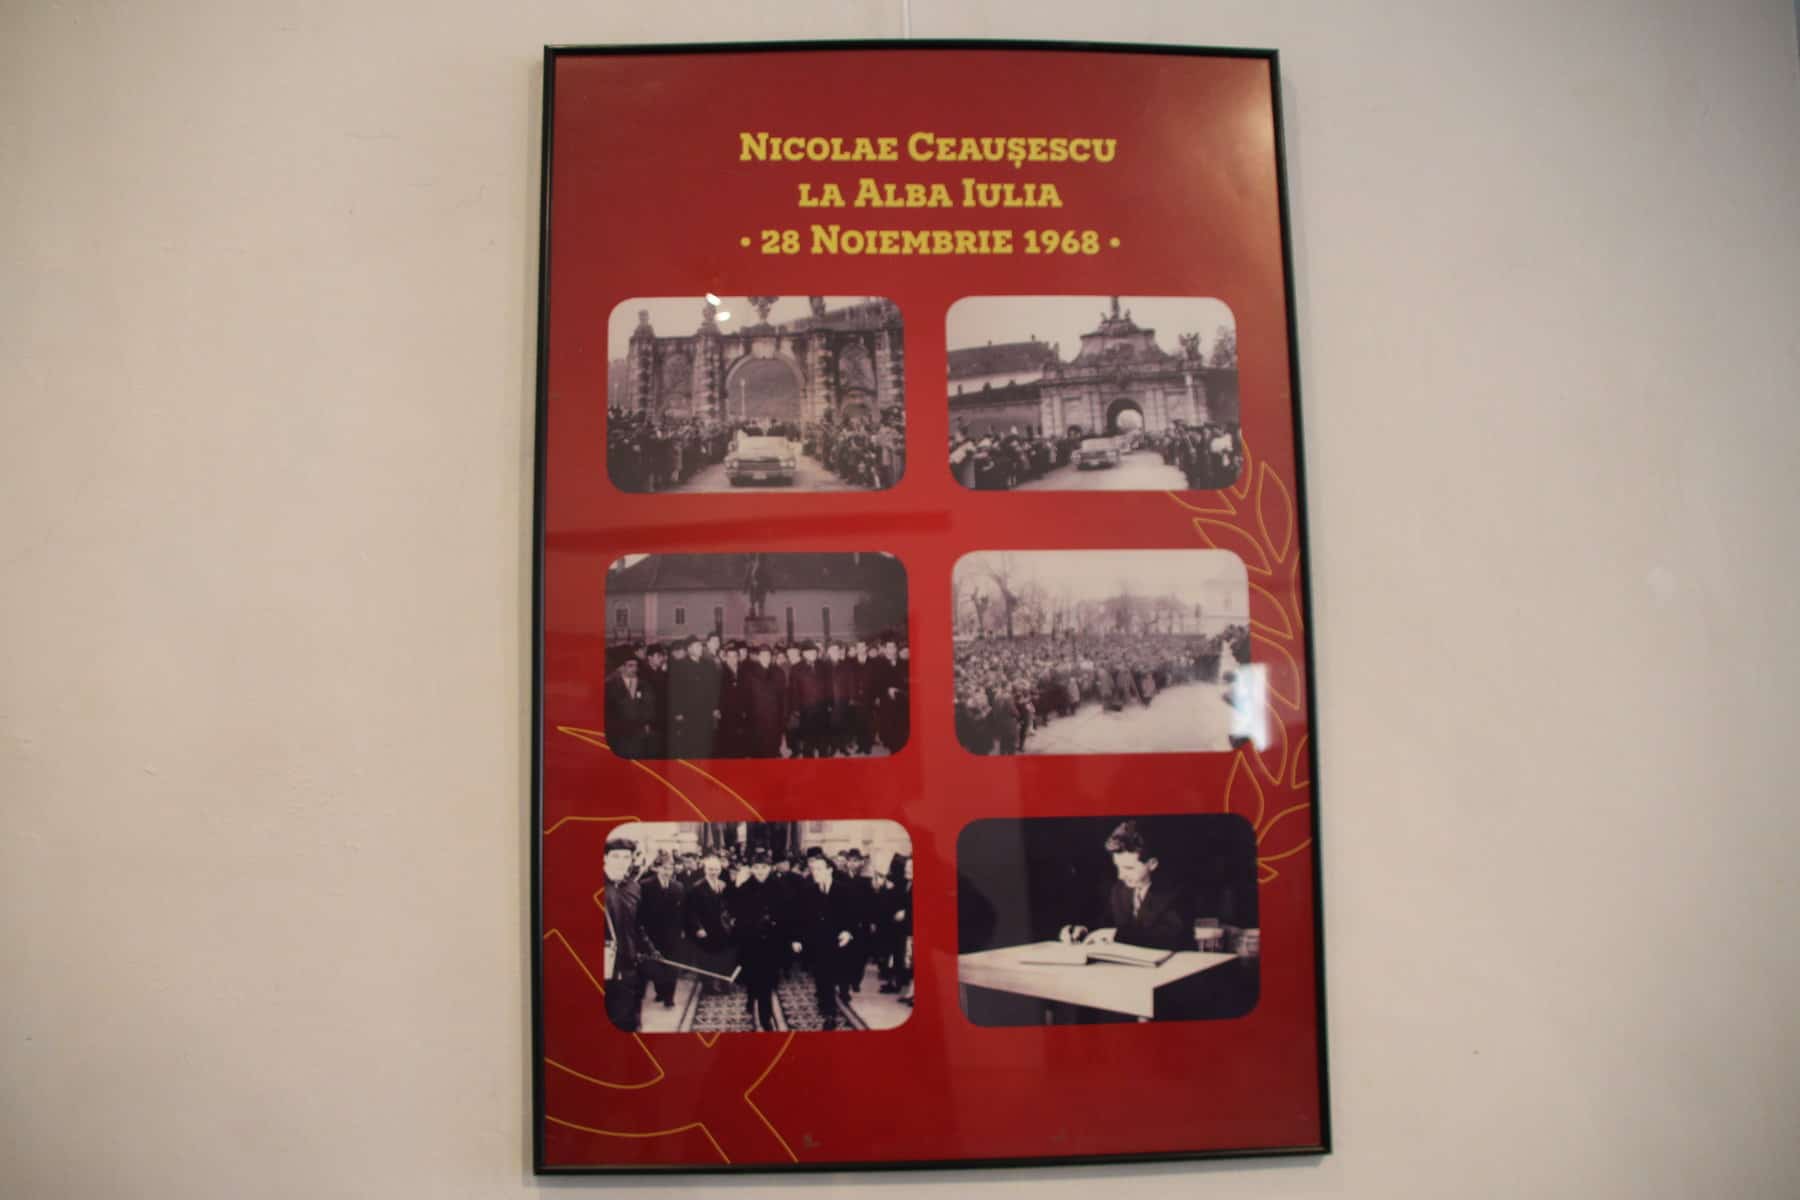 NICOLAE CEAUȘESCU
LA ALBA IULIA
• 28 NOIEMBRIE 1968 •